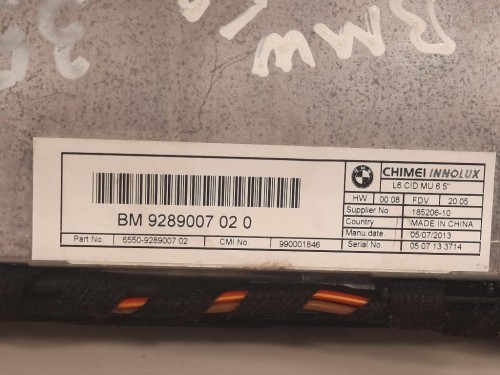 BMW
CHIMEI INNOLUX
L6 CID MU 6.5"
HW 00 08 FDV 20 05
Supplier No. 185206-10
Country MADE IN CHINA
Manu.date 05/07/2013
Serial No. 05 07 13 3714
BM 9289007 02 0
Part No. 6550-9289007 02 CMI No. 990001846